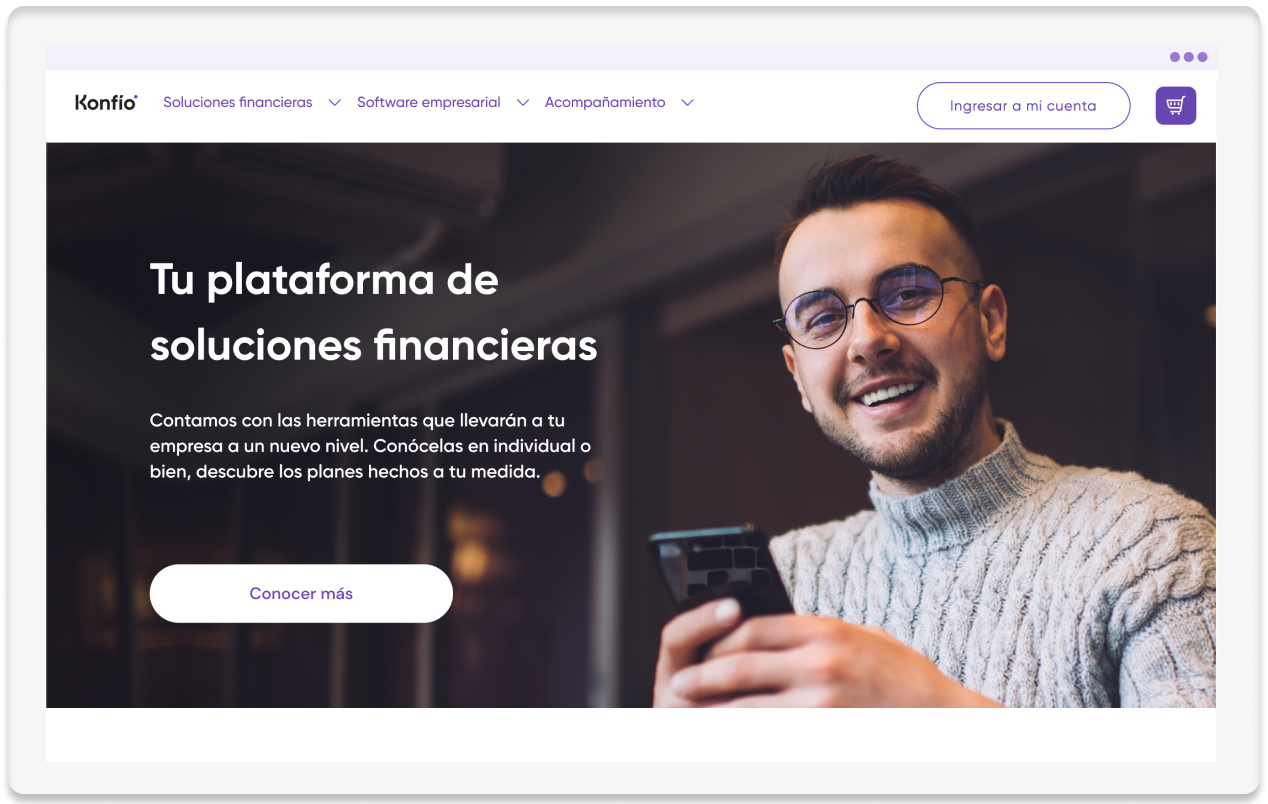 Konfío
Soluciones financieras
Software empresarial
Acompañamiento
Ingresar a mi cuenta
Tu plataforma de
soluciones financieras
Contamos con las herramientas que llevarán a tu
empresa a un nuevo nivel. Conócelas en individual o
bien, descubre los planes hechos a tu medida.
Conocer más